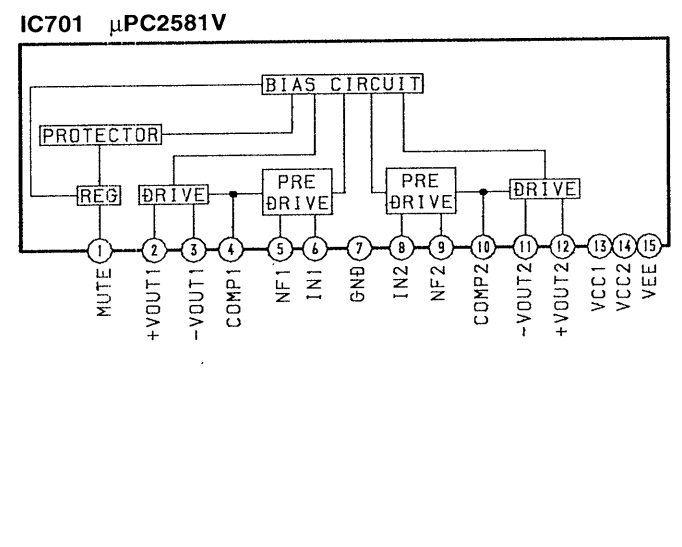 IC701 μPC2581V
BIAS CIRCUIT
PROTECTOR
REG
DRIVE
PRE
DRIVE
PRE
DRIVE
DRIVE
1 2 3 4 5 6 7 8 9 10 11 12 13 14 15
MUTE
+VOUT1
-VOUT1
COMP1
NF1
IN1
GND
IN2
NF2
COMP2
-VOUT2
+VOUT2
VCC1
VCC2
VEE